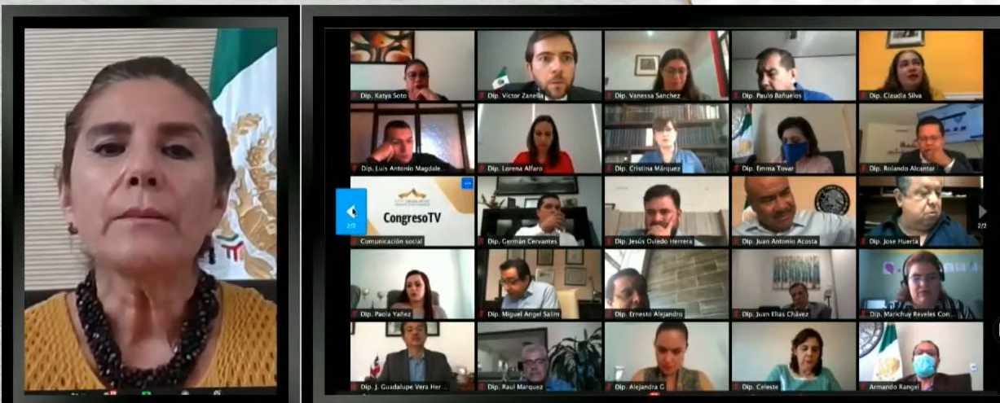 Dip. Katya Soto
Dip. Víctor Zanella
Dip. Vanessa Sanchez
Dip. Paulo Bañuelos
Dip. Claudia Silva
Dip. Luis Antonio Magdale...
Dip. Lorena Alfaro
Dip. Cristina Márquez
Dip. Emma Tovar
Dip. Rolando Alcantar
2/2
CongresoTV
Comunicación social
Dip. Germán Cervantes
Dip. Jesús Oviedo Herrera
Dip. Juan Antonio Acosta
Dip. Jose Huerta
2/2
Dip. Paola Yañez
Dip. Miguel Angel Salim
Dip. Ernesto Alejandro
Dip. Juan Elías Chávez
Dip. Marichuy Reveles Con...
Dip. J. Guadalupe Vera Her...
Dip. Raul Marquez
Dip. Alejandra G
Dip. Celeste
Armando Rangel